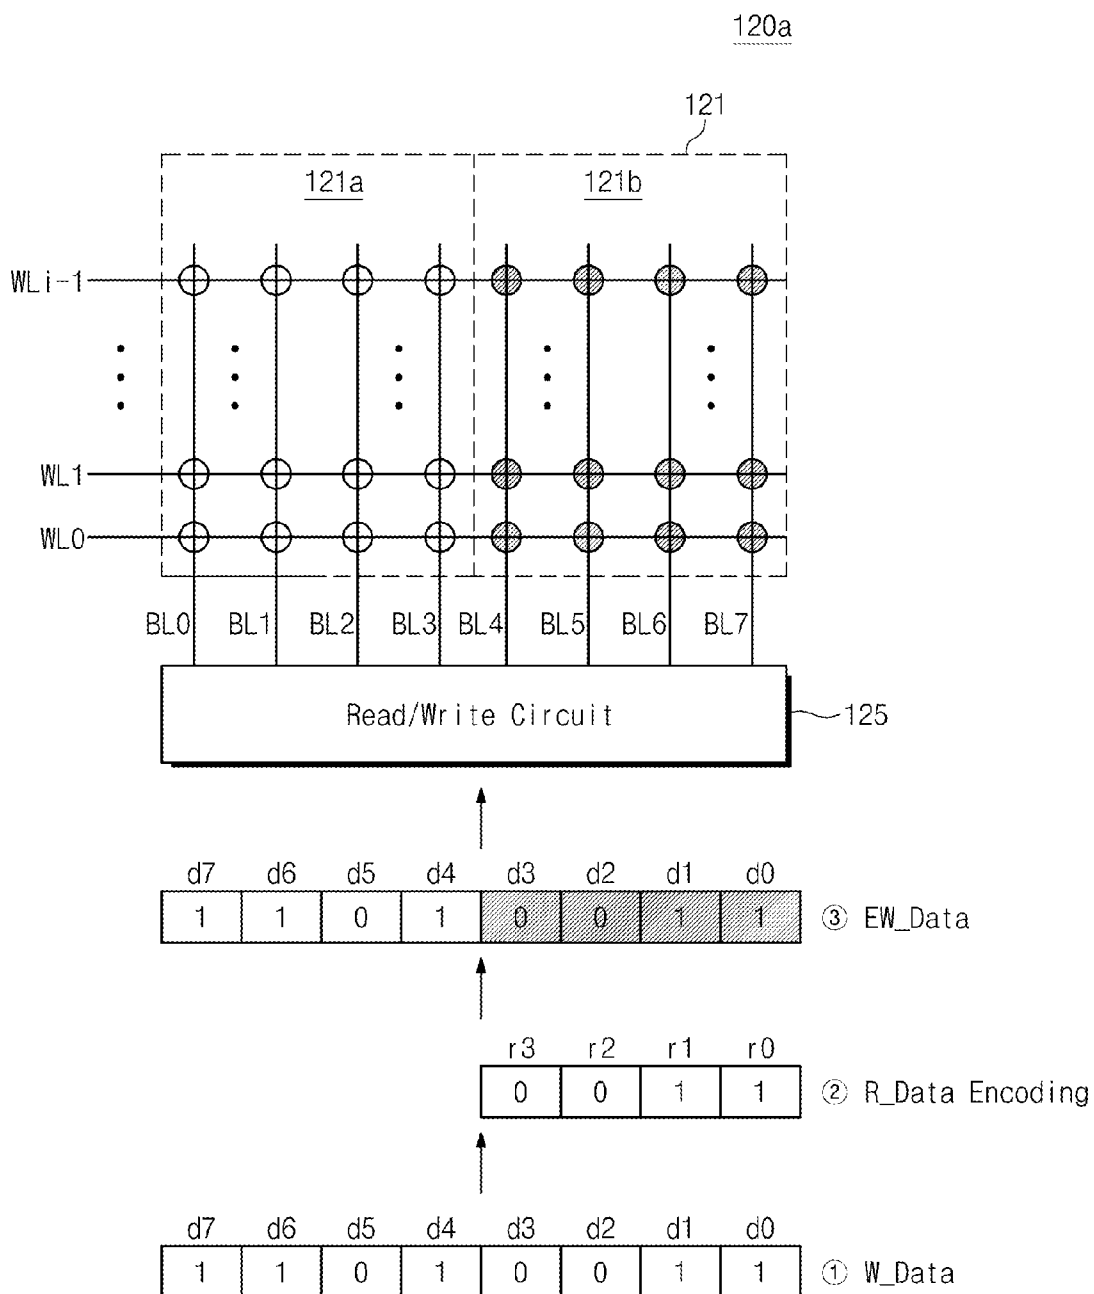 120a
121
121a 121b
WLi-1
WL1
WL0
BL0 BL1 BL2 BL3 BL4 BL5 BL6 BL7
Read/Write Circuit
125
d7 d6 d5 d4 d3 d2 d1 d0
1 1 0 1 0 0 1 1 ③ EW_Data
r3 r2 r1 r0
0 0 1 1 ② R_Data Encoding
d7 d6 d5 d4 d3 d2 d1 d0
1 1 0 1 0 0 1 1 ① W_Data